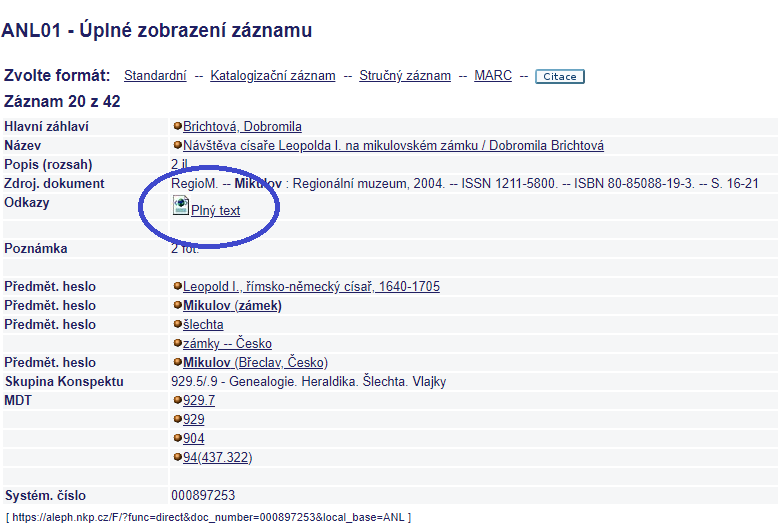 ANL01 - Úplné zobrazení záznamu
Zvolte formát: Standardní -- Katalogizační záznam -- Stručný záznam -- MARC -- Citace
Záznam 20 z 42
Hlavní záhlaví Brichtová, Dobromila
Název Návštěva císaře Leopolda I. na mikulovském zámku / Dobromila Brichtová
Popis (rozsah) 2 il.
Zdroj. dokument RegioM. -- Mikulov : Regionální muzeum, 2004. -- ISSN 1211-5800. -- ISBN 80-85088-19-3. -- S. 16-21
Odkazy Plný text
Poznámka 2 fot.
Předmět. heslo Leopold I., římsko-německý císař, 1640-1705
Předmět. heslo Mikulov (zámek)
Předmět. heslo šlechta
zámky -- Česko
Předmět. heslo Mikulov (Břeclav, Česko)
Skupina Konspektu 929.5/.9 - Genealogie. Heraldika. Šlechta. Vlajky
MDT 929.7
929
904
94(437.322)
Systém. číslo 000897253
[ https://aleph.nkp.cz/F/?func=direct&doc_number=000897253&local_base=ANL ]